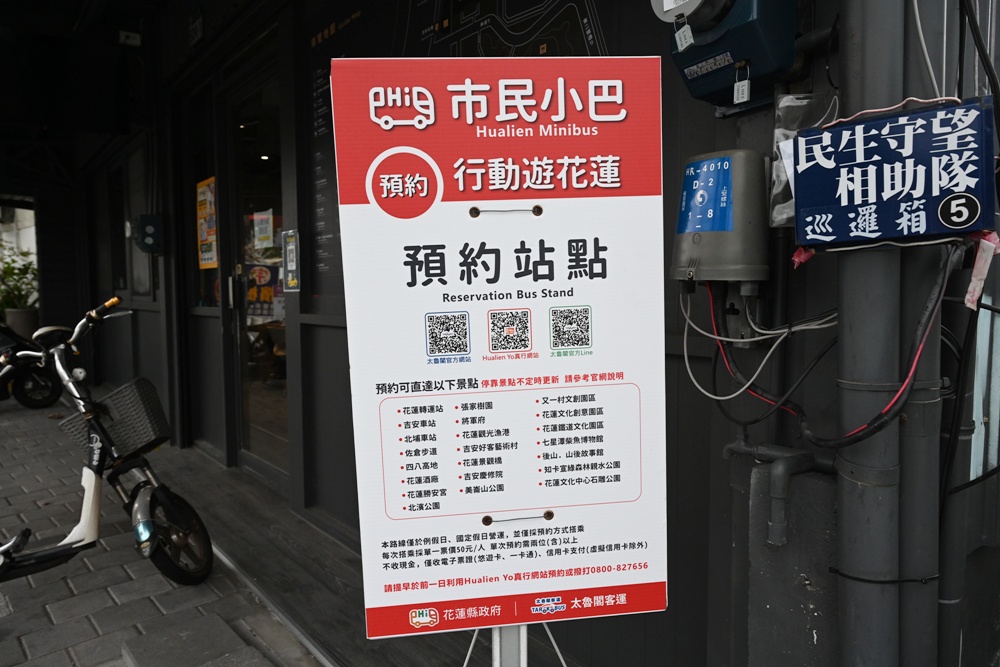 PHiB 市民小巴
Hualien Minibus
預約 行動遊花蓮
預約站點
Reservation Bus Stand
太魯閣官方網站
Hualien Yo真行網站
太魯閣官方Line
預約可直達以下景點 停靠景點不定時更新 請參考官網說明
•花蓮轉運站
•吉安車站
•北埔車站
•佐倉步道
•四八高地
•花蓮酒廠
•花蓮勝安宮
•北濱公園
•張家樹園
•將軍府
•花蓮觀光漁港
•吉安好客藝術村
•花蓮景觀橋
•吉安慶修院
•美崙山公園
•又一村文創園區
•花蓮文化創意園區
•花蓮鐵道文化園區
•七星潭柴魚博物館
•後山．山後故事館
•知卡宣綠森林親水公園
•花蓮文化中心石雕公園
本路線僅於例假日、國定假日營運，並僅採預約方式搭乘
每次搭乘採單一票價50元/人 單次預約需兩位(含)以上
不收現金，僅收電子票證(悠遊卡、一卡通)、信用卡支付(虛擬信用卡除外)
請提早於前一日利用Hualien Yo真行網站預約或撥打0800-827656
PHiB 花蓮縣政府
太魯閣客運 TAROKO BUS 太魯閣客運
HR-4010
D-2
1-8
民生守望
相助隊
巡邏箱 5